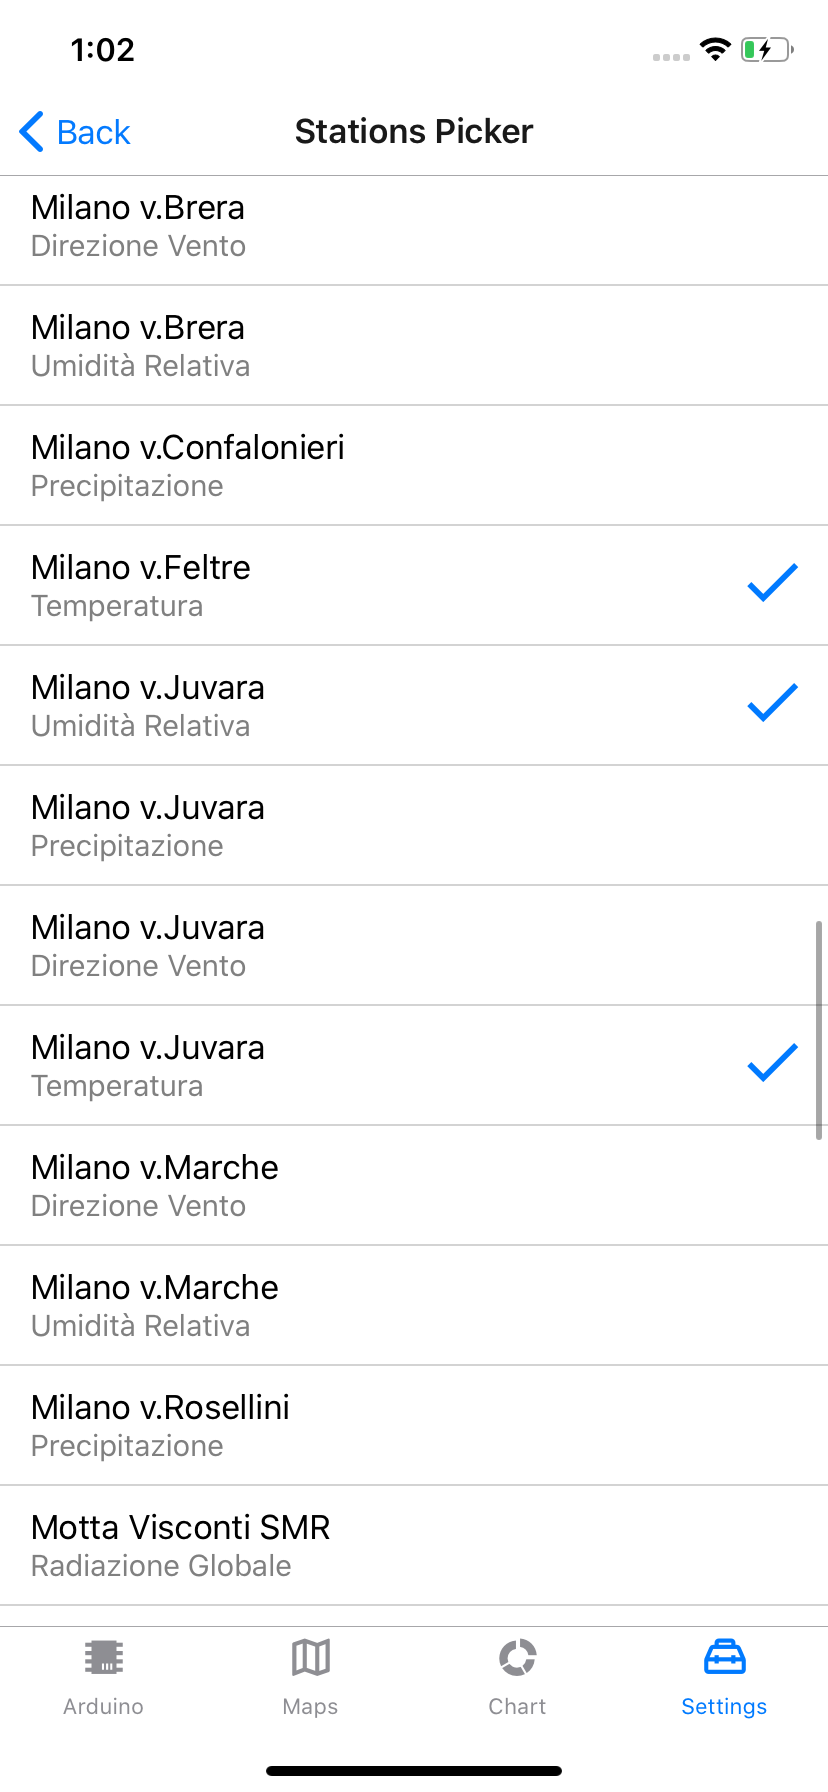 1:02
Back
Stations Picker
Milano v.Brera
Direzione Vento
Milano v.Brera
Umidità Relativa
Milano v.Confalonieri
Precipitazione
Milano v.Feltre
Temperatura
Milano v.Juvara
Umidità Relativa
Milano v.Juvara
Precipitazione
Milano v.Juvara
Direzione Vento
Milano v.Juvara
Temperatura
Milano v.Marche
Direzione Vento
Milano v.Marche
Umidità Relativa
Milano v.Rosellini
Precipitazione
Motta Visconti SMR
Radiazione Globale
Arduino
Maps
Chart
Settings